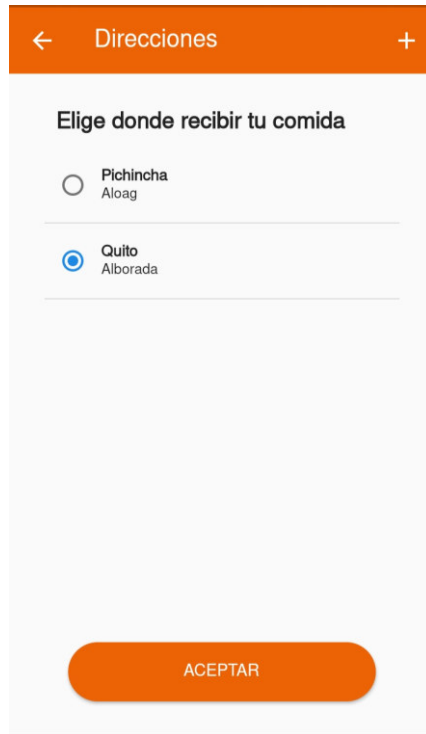 Direcciones
Elige donde recibir tu comida
Pichincha
Aloag
Quito
Alborada
ACEPTAR